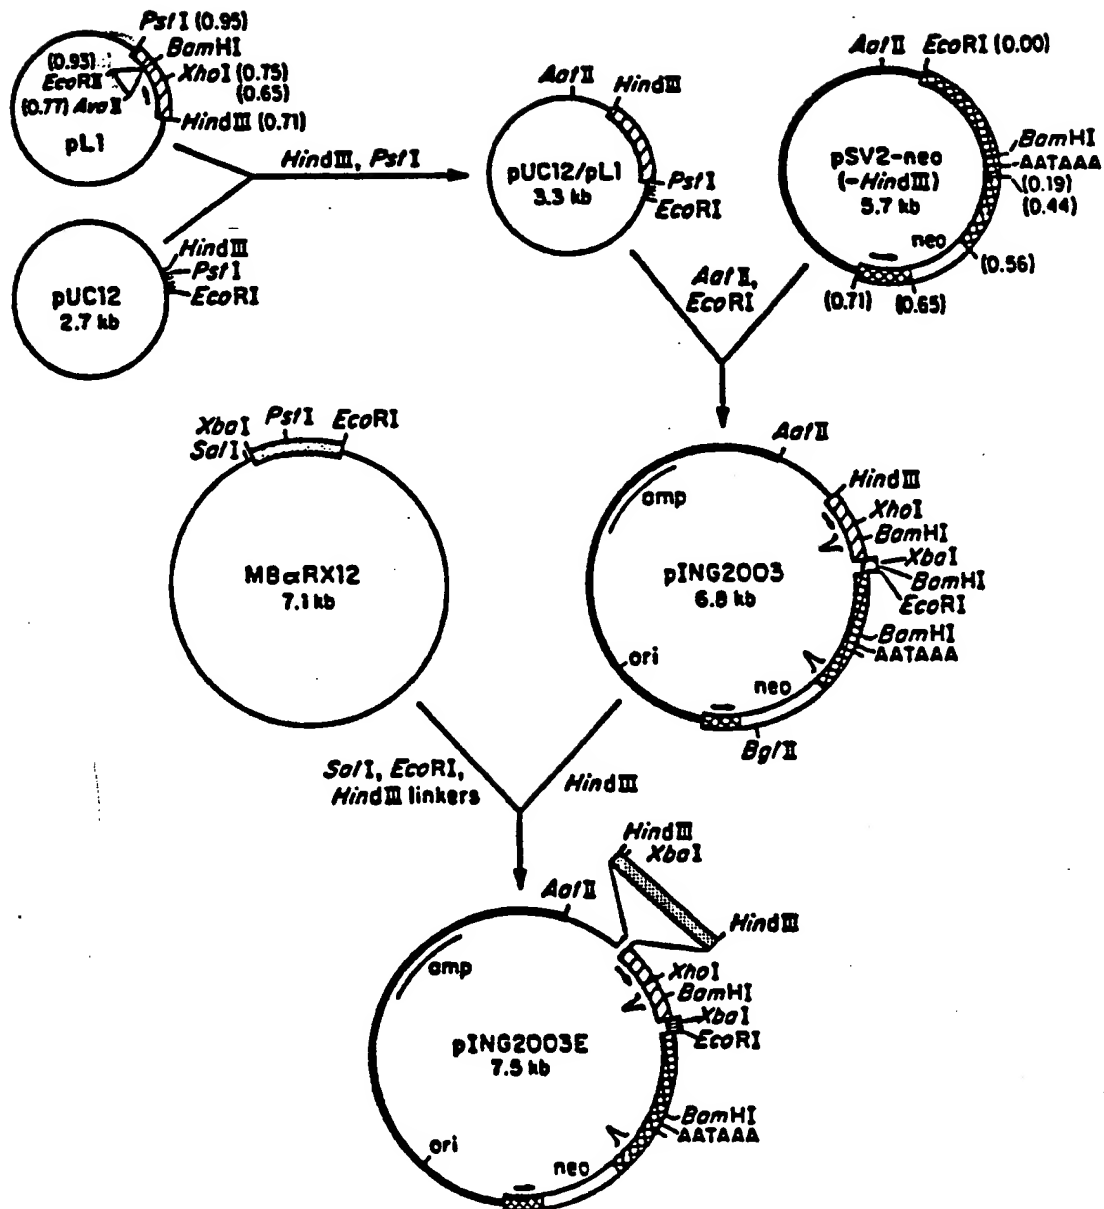 PstI (0.95)
BamHI
(0.93)
EcoRII
XhoI (0.75)
(0.65)
(0.77) AvaII
HindIII (0.71)
pL1
HindIII, PstI
AatII
HindIII
pUC12/pL1
3.3 kb
PstI
EcoRI
AatII
EcoRI (0.00)
pSV2-neo
(-HindIII)
5.7 kb
BamHI
AATAAA
(0.19)
(0.44)
neo
(0.56)
(0.71)
(0.65)
HindIII
PstI
EcoRI
pUC12
2.7 kb
AatII,
EcoRI
XbaI
SalI
PstI
EcoRI
M8αRX12
7.1 kb
AatII
HindIII
XhoI
BamHI
XbaI
BamHI
EcoRI
BamHI
AATAAA
amp
pING2003
6.8 kb
ori
neo
BglII
SalI, EcoRI,
HindIII linkers
HindIII
HindIII
XbaI
HindIII
AatII
XhoI
BamHI
XbaI
EcoRI
amp
pING2003E
7.5 kb
BamHI
AATAAA
ori
neo